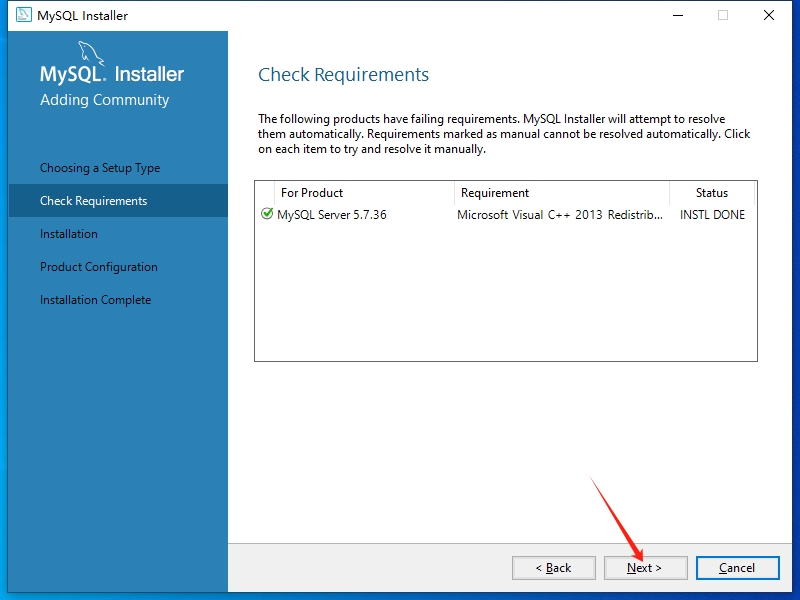 MySQL Installer
MySQL. Installer
Adding Community
Choosing a Setup Type
Check Requirements
Installation
Product Configuration
Installation Complete
Check Requirements
The following products have failing requirements. MySQL Installer will attempt to resolve
them automatically. Requirements marked as manual cannot be resolved automatically. Click
on each item to try and resolve it manually.
For Product Requirement Status
MySQL Server 5.7.36 Microsoft Visual C++ 2013 Redistrib... INSTL DONE
< Back Next > Cancel